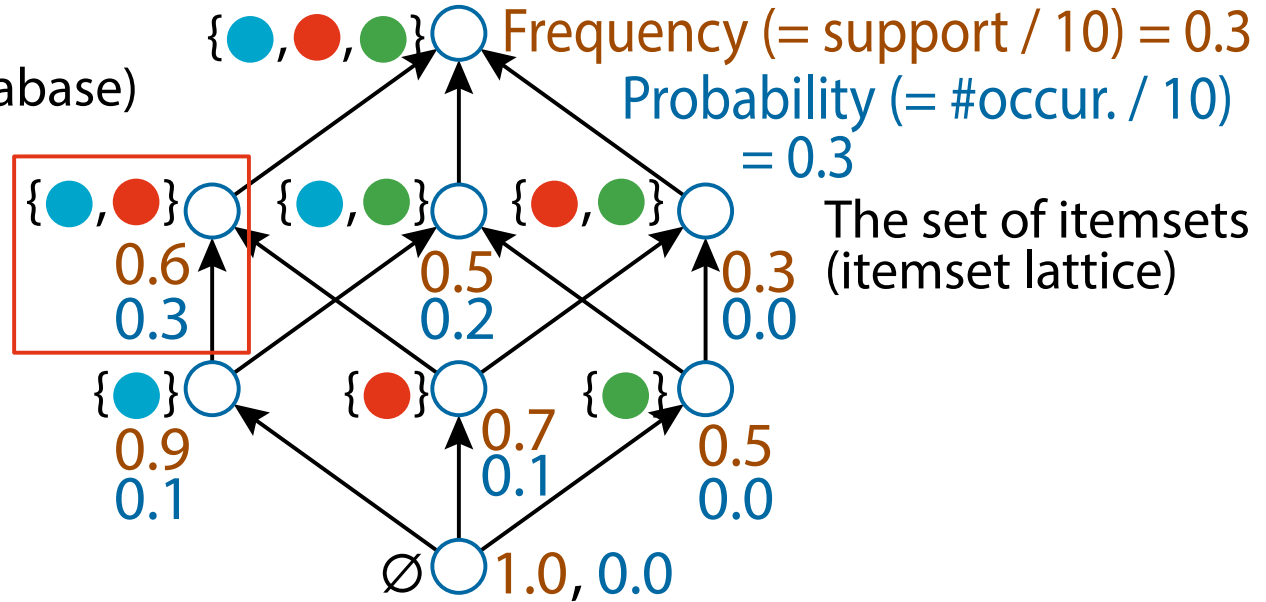 { , , } Frequency (= support / 10) = 0.3
abase)
Probability (= #occur. / 10)
= 0.3
{ , } { , } { , }
The set of itemsets
(itemset lattice)
0.6 0.5 0.3
0.3 0.2 0.0
{ } { } { }
0.9 0.7 0.5
0.1 0.1 0.0
∅ 1.0, 0.0